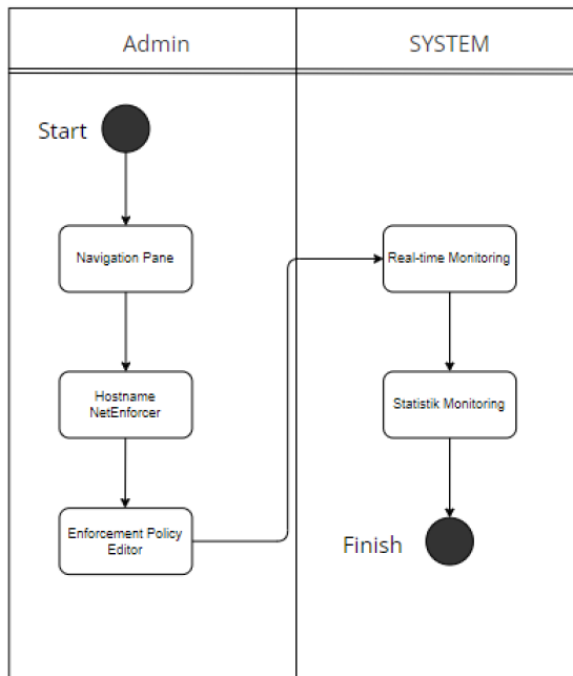 Admin
SYSTEM
Start
Navigation Pane
Hostname
NetEnforcer
Enforcement Policy
Editor
Real-time Monitoring
Statistik Monitoring
Finish